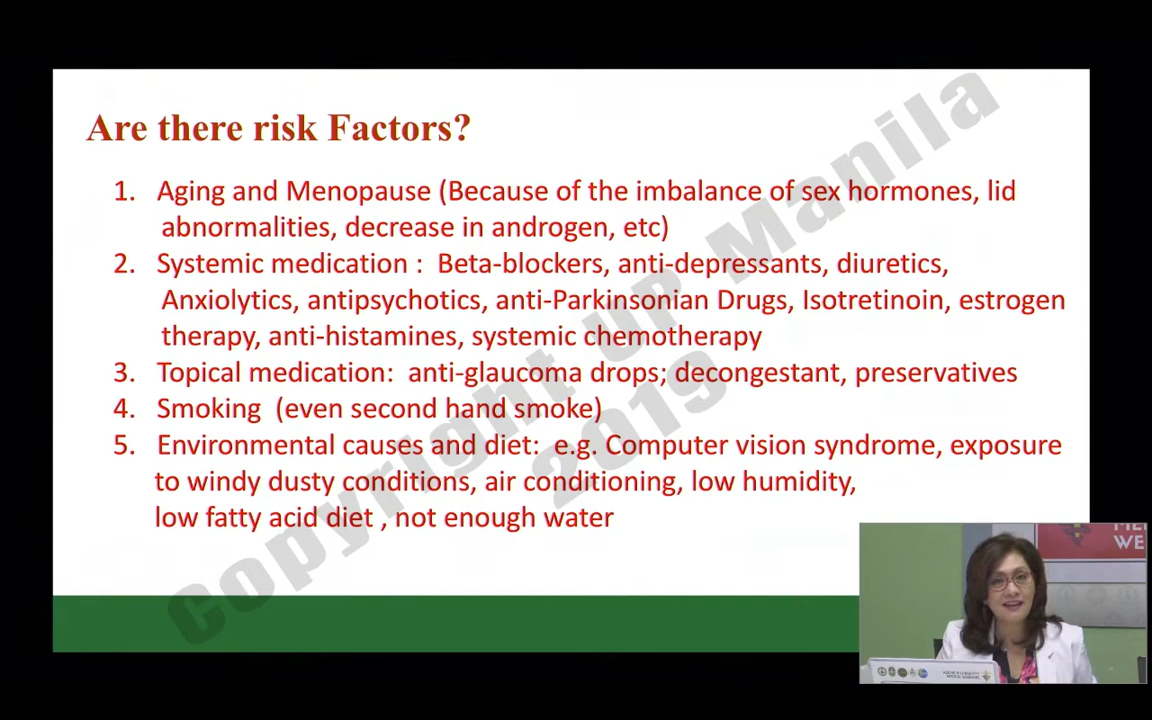 Are there risk Factors?
1. Aging and Menopause (Because of the imbalance of sex hormones, lid
abnormalities, decrease in androgen, etc)
2. Systemic medication : Beta-blockers, anti-depressants, diuretics,
Anxiolytics, antipsychotics, anti-Parkinsonian Drugs, Isotretinoin, estrogen
therapy, anti-histamines, systemic chemotherapy
3. Topical medication: anti-glaucoma drops; decongestant, preservatives
4. Smoking (even second hand smoke)
5. Environmental causes and diet: e.g. Computer vision syndrome, exposure
to windy dusty conditions, air conditioning, low humidity,
low fatty acid diet , not enough water
Copyright UP Manila
2019
WE